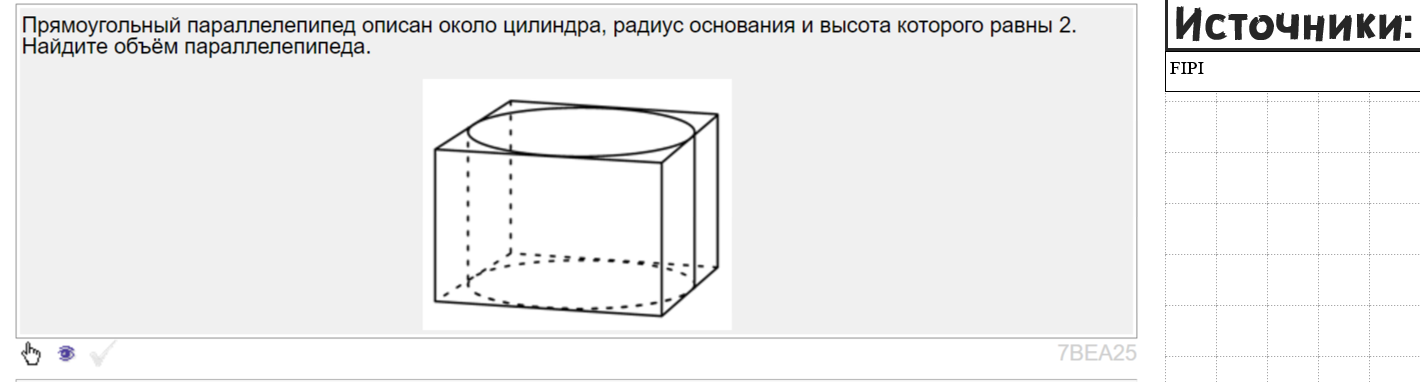 Прямоугольный параллелепипед описан около цилиндра, радиус основания и высота которого равны 2.
Найдите объём параллелепипеда.
7BEA25
Источники:
FIPI